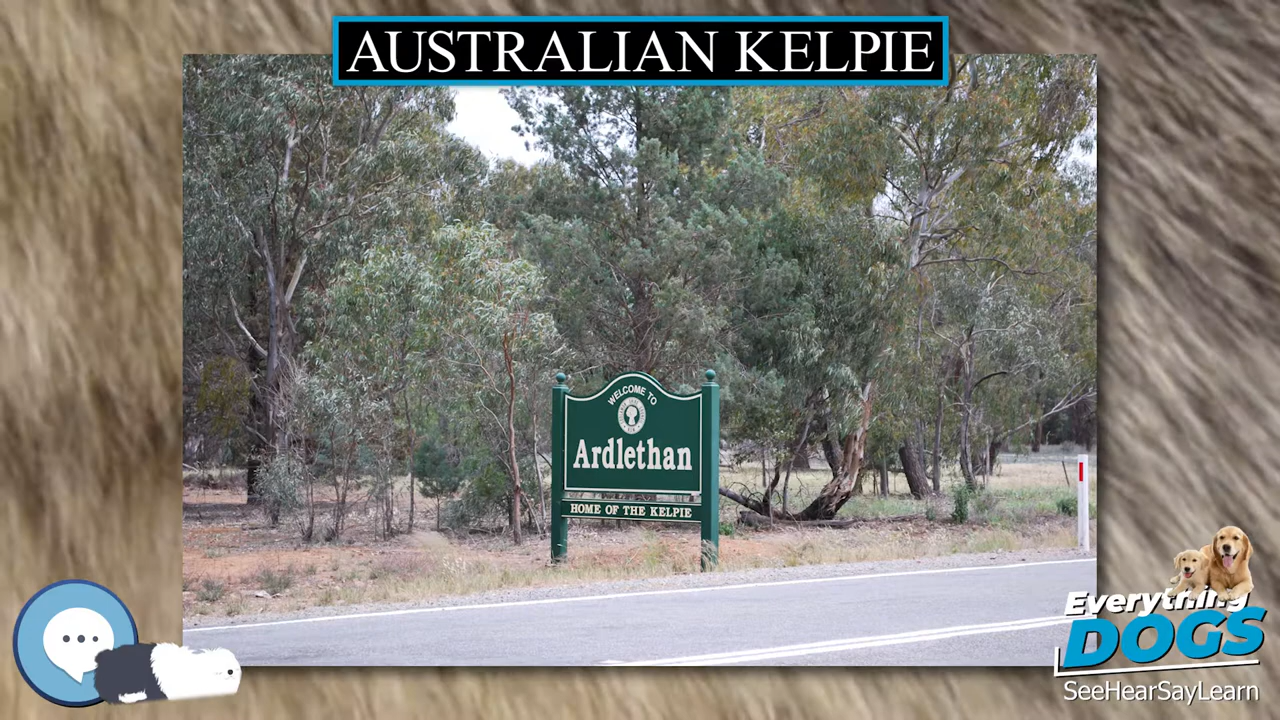 AUSTRALIAN KELPIE
WELCOME TO
Ardlethan
HOME OF THE KELPIE
Everything
DOGS
SeeHearSayLearn